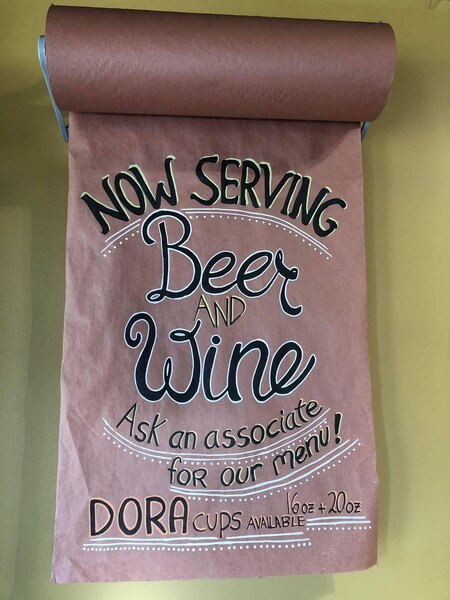 NOW SERVING
Beer
AND
Wine
Ask an associate
for our menu!
DORA cups AVAILABLE 16oz + 20oz